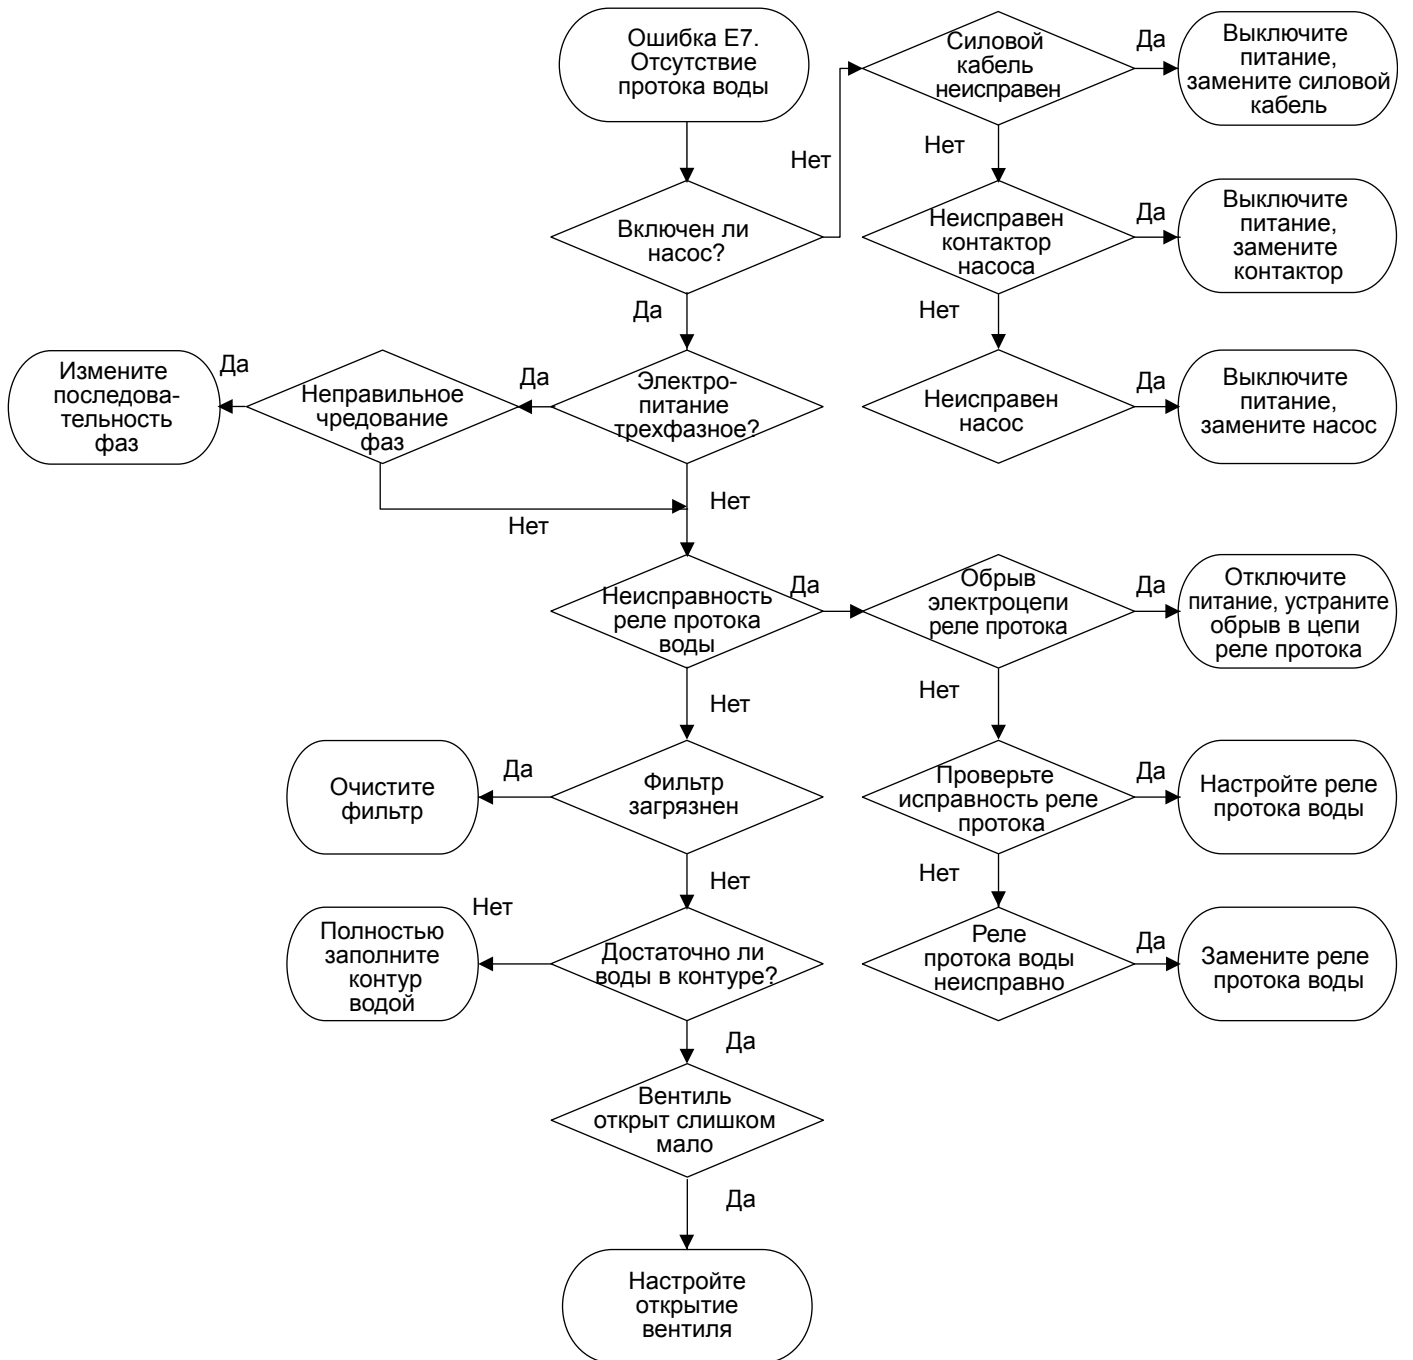 Ошибка E7.
Отсутствие
протока воды
Силовой
кабель
неисправен
Да
Выключите
питание,
замените силовой
кабель
Нет
Нет
Включен ли
насос?
Неисправен
контактор
насоса
Да
Выключите
питание,
замените
контактор
Да
Нет
Измените
последова-
тельность
фаз
Да
Неправильное
чредование
фаз
Да
Электро-
питание
трехфазное?
Неисправен
насос
Да
Выключите
питание,
замените насос
Нет
Нет
Неисправность
реле протока
воды
Да
Обрыв
электроцепи
реле протока
Да
Отключите
питание, устраните
обрыв в цепи
реле протока
Нет
Нет
Очистите
фильтр
Да
Фильтр
загрязнен
Проверьте
исправность реле
протока
Да
Настройте реле
протока воды
Нет
Нет
Полностью
заполните
контур
водой
Нет
Достаточно ли
воды в контуре?
Реле
протока воды
неисправно
Да
Замените реле
протока воды
Да
Вентиль
открыт слишком
мало
Да
Настройте
открытие
вентиля